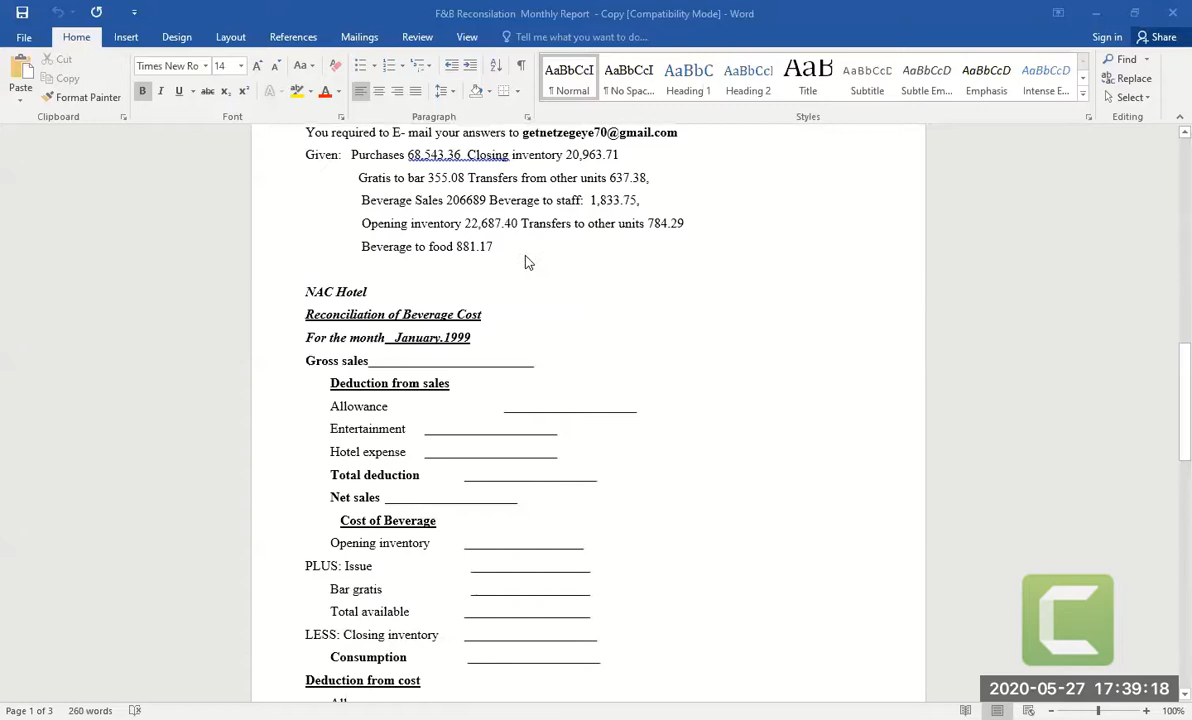 F&B Reconsilation Monthly Report - Copy [Compatibility Mode] - Word
File Home Insert Design Layout References Mailings Review View Tell me what you want to do... Sign in Share
Paste Cut Copy Format Painter
Times New Ro 14 Aa A
B I U abc X₂ X² A A
AaBbCcI AaBbCcI AaBbC AaBbCcI AaB AaBbCcD AaBbCcD AaBbCcD AaBbCcD
¶ Normal ¶ No Spac... Heading 1 Heading 2 Title Subtitle Subtle Em... Emphasis Intense E...
Find Replace Select
Clipboard Font Paragraph Styles Editing
You required to E- mail your answers to getnetzegeye70@gmail.com
Given: Purchases 68,543.36 Closing inventory 20,963.71
Gratis to bar 355.08 Transfers from other units 637.38,
Beverage Sales 206689 Beverage to staff: 1,833.75,
Opening inventory 22,687.40 Transfers to other units 784.29
Beverage to food 881.17
NAC Hotel
Reconciliation of Beverage Cost
For the month January.1999
Gross sales
Deduction from sales
Allowance
Entertainment
Hotel expense
Total deduction
Net sales
Cost of Beverage
Opening inventory
PLUS: Issue
Bar gratis
Total available
LESS: Closing inventory
Consumption
Deduction from cost
2020-05-27 17:39:18
Page 1 of 3 260 words 100%